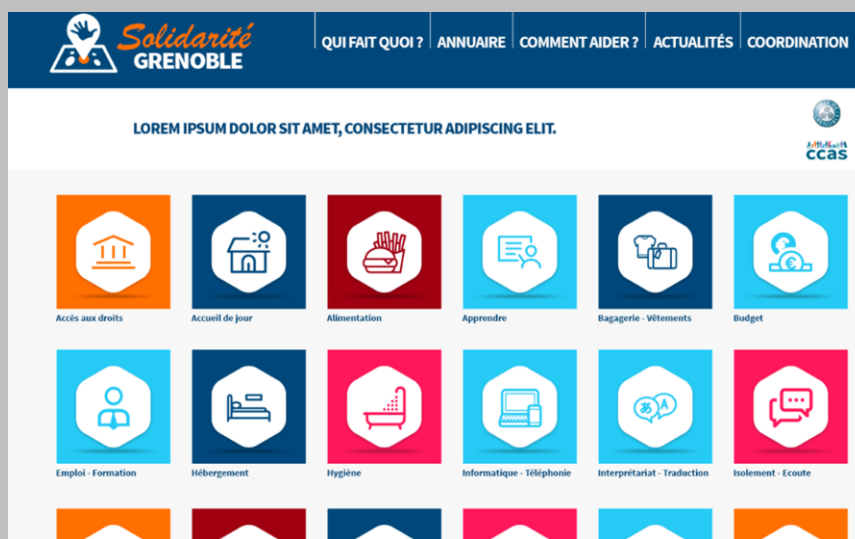 Solidarité
GRENOBLE
QUI FAIT QUOI ?
ANNUAIRE
COMMENT AIDER ?
ACTUALITÉS
COORDINATION
LOREM IPSUM DOLOR SIT AMET, CONSECTETUR ADIPISCING ELIT.
ccas
Accès aux droits
Accueil de jour
Alimentation
Apprendre
Bagagerie - Vêtements
Budget
Emploi - Formation
Hébergement
Hygiène
Informatique - Téléphonie
Interprétariat - Traduction
Isolement - Ecoute
あ A